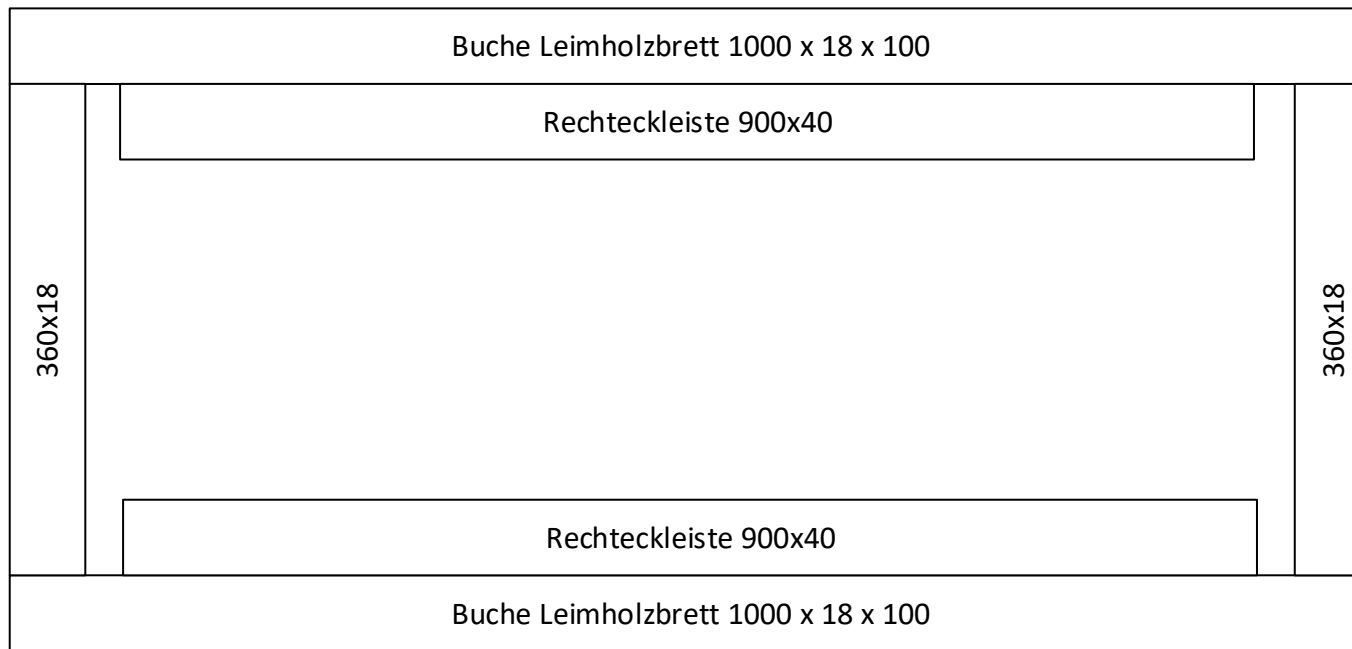 Buche Leimholzbrett 1000 x 18 x 100
Rechteckleiste 900x40
360x18
360x18
Rechteckleiste 900x40
Buche Leimholzbrett 1000 x 18 x 100